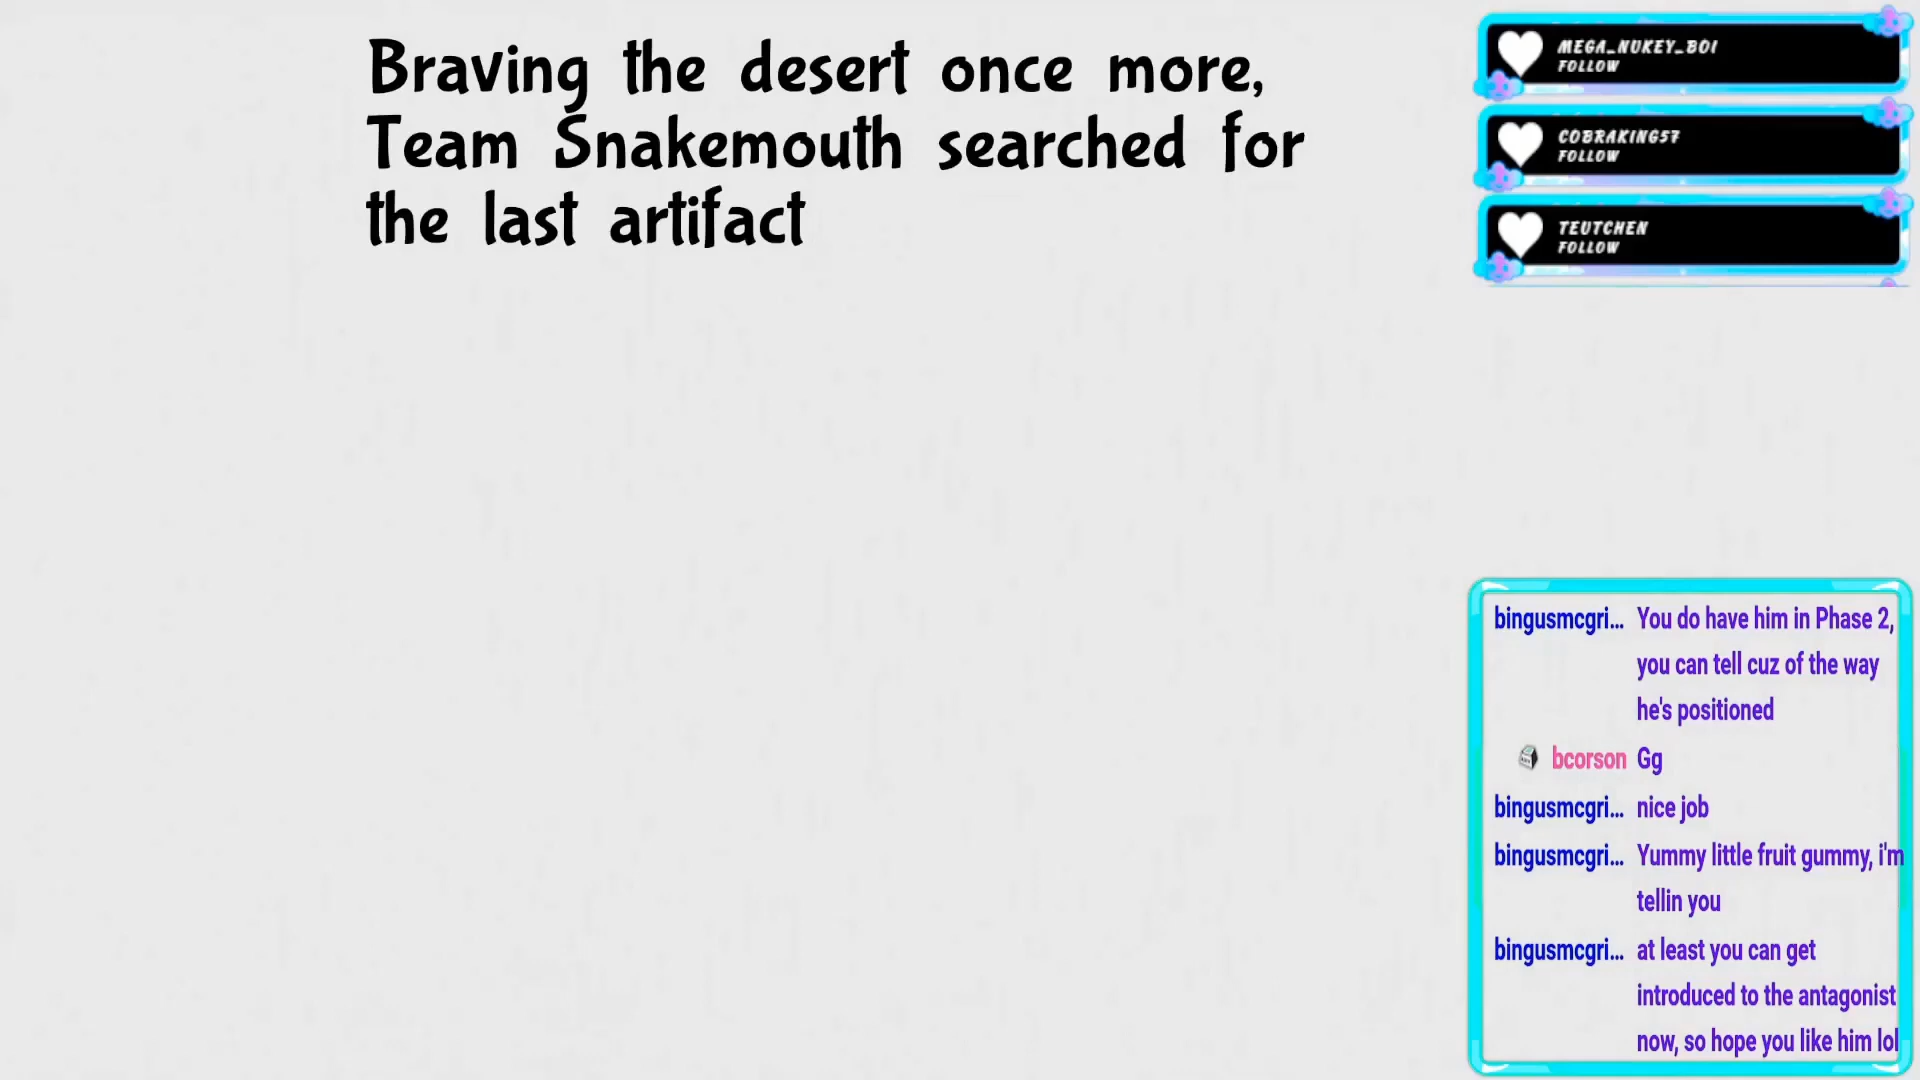 Braving the desert once more,
Team Snakemouth searched for
the last artifact
MEGA_NUKEY_BOI
FOLLOW
COBRAKING57
FOLLOW
TEUTCHEN
FOLLOW
bingusmcgri... You do have him in Phase 2,
you can tell cuz of the way
he's positioned
bcorson Gg
bingusmcgri... nice job
bingusmcgri... Yummy little fruit gummy, i'm
tellin you
bingusmcgri... at least you can get
introduced to the antagonist
now, so hope you like him lol